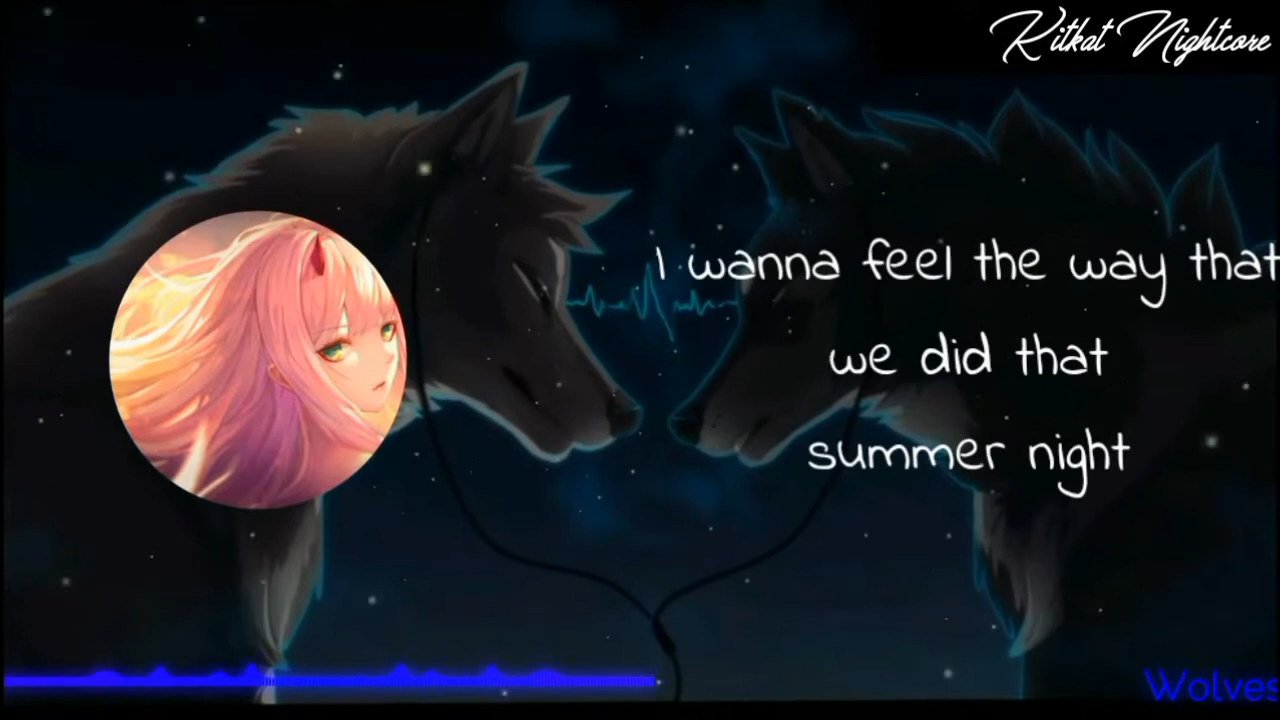 Kitkat Nightcore
I wanna feel the way that
we did that
summer night
Wolves